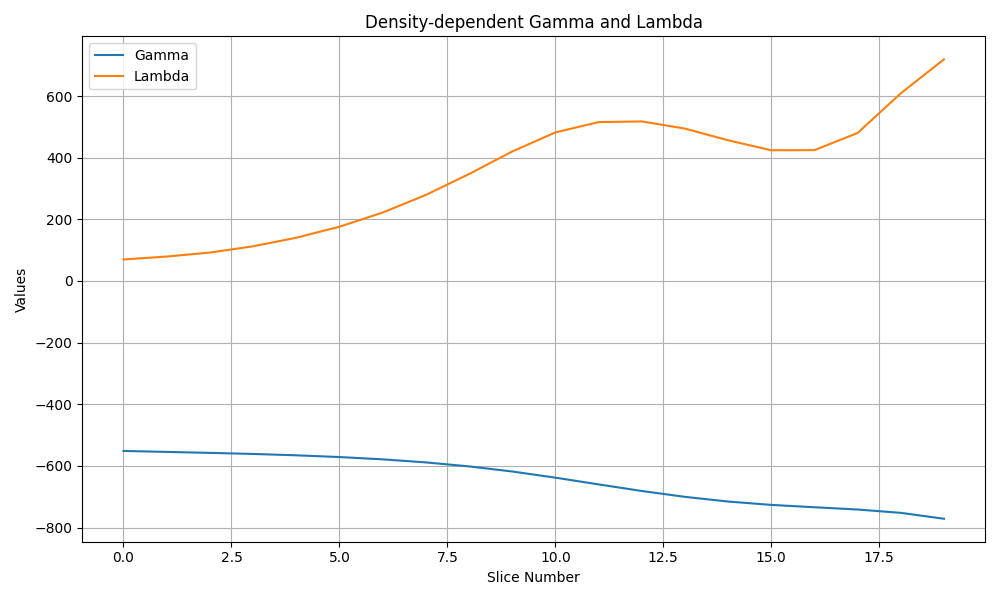 Density-dependent Gamma and Lambda
Gamma
Lambda
600
400
200
0
−200
−400
−600
−800
Values
0.0 2.5 5.0 7.5 10.0 12.5 15.0 17.5
Slice Number